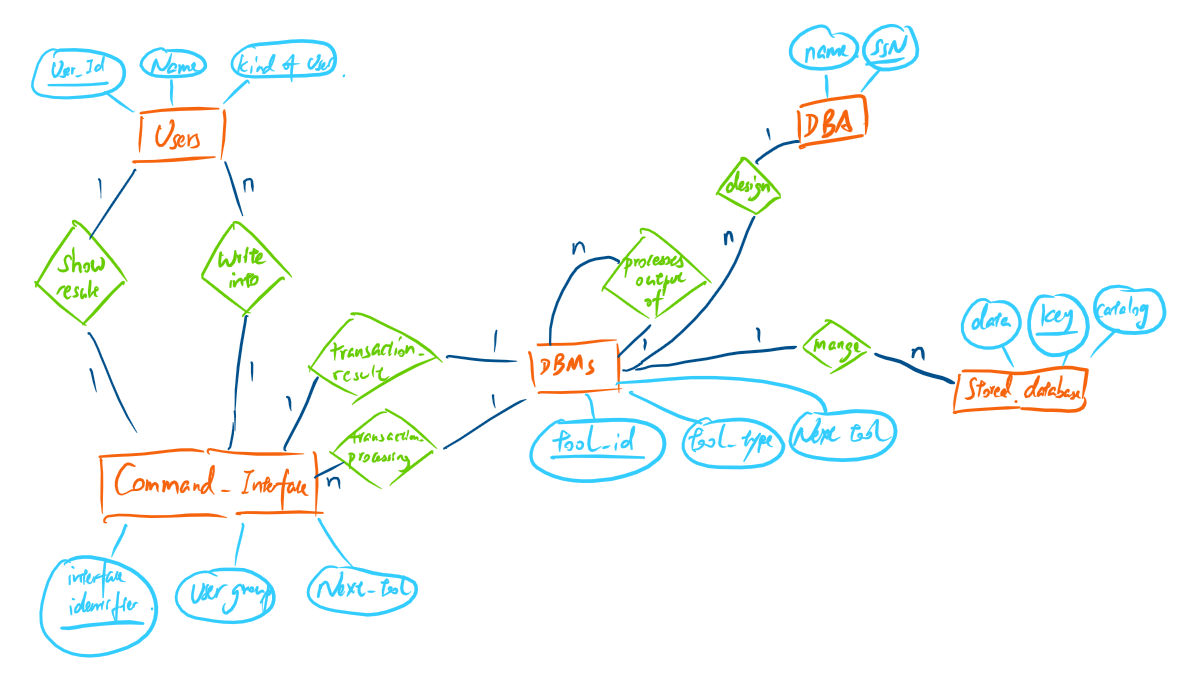 User_Id
Name
Kind of User.
name
SSN
Users
DBA
1
n
1
design
n
Show
result
Write
into
n
processes
output
of
data
key
catalog
1
1
transaction_
result
1
1
DBMs
1
mange
n
Stored_database
1
n
transaction_
processing
1
tool_id
tool_type
Next tool
Command_Interface
interface
identifier
User group
Next_tool